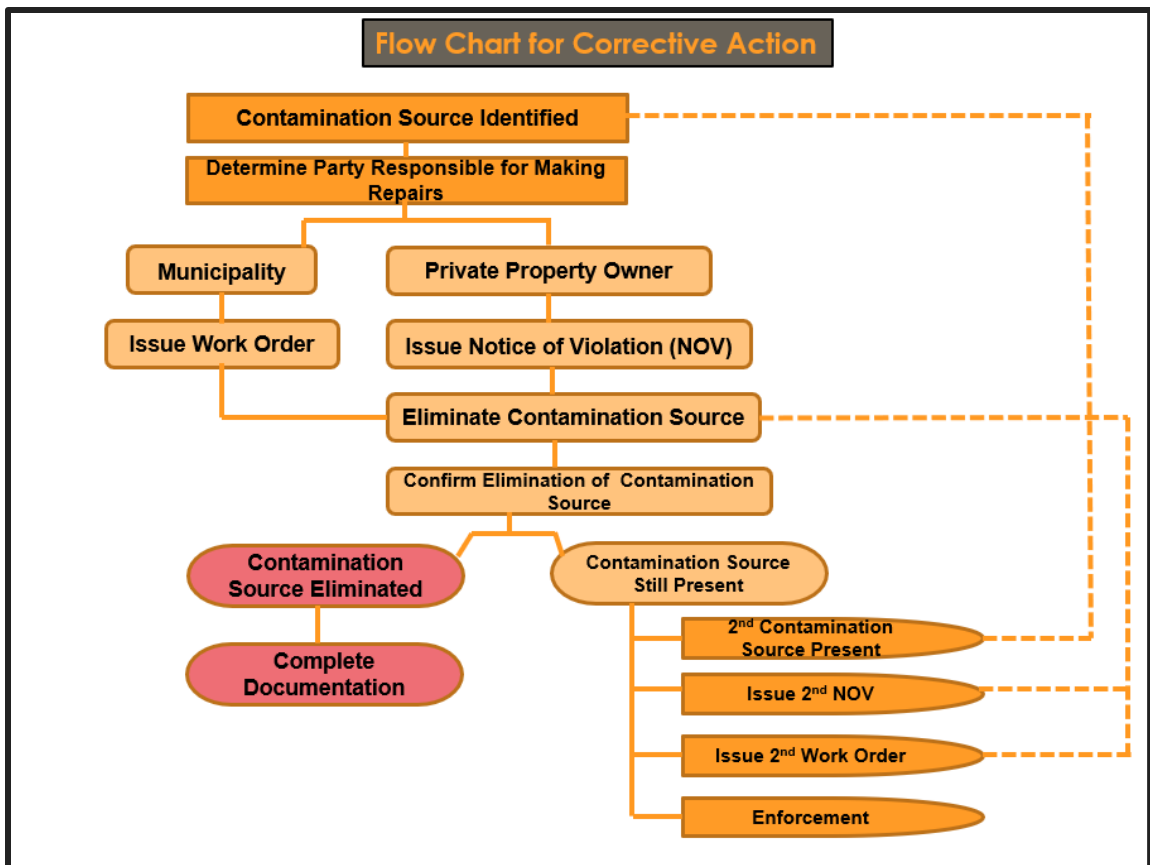 Flow Chart for Corrective Action
Contamination Source Identified
Determine Party Responsible for Making
Repairs
Municipality
Private Property Owner
Issue Work Order
Issue Notice of Violation (NOV)
Eliminate Contamination Source
Confirm Elimination of Contamination
Source
Contamination
Source Eliminated
Contamination Source
Still Present
Complete
Documentation
2nd Contamination
Source Present
Issue 2nd NOV
Issue 2nd Work Order
Enforcement